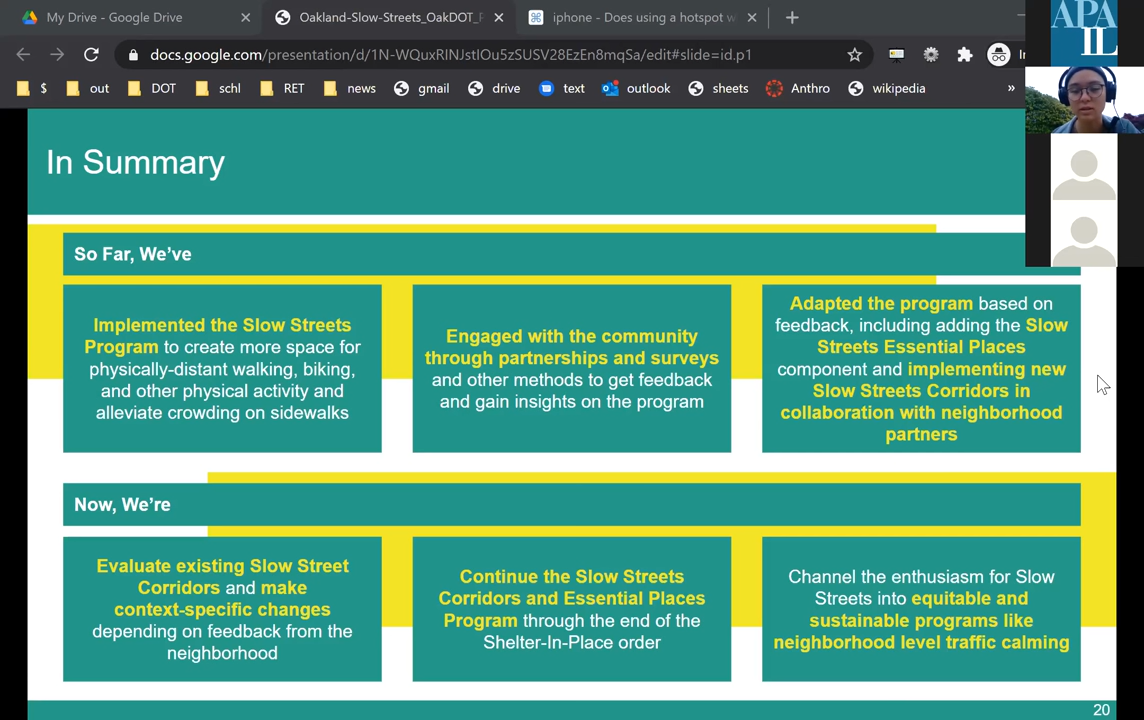 My Drive - Google Drive
Oakland-Slow-Streets_OakDOT_P
iphone - Does using a hotspot w
APA
IL
docs.google.com/presentation/d/1N-WQuxRINJstlOu5zSUSV28EzEn8mqSa/edit#slide=id.p1
In
$ out DOT schl RET news gmail drive text outlook sheets Anthro wikipedia »
In Summary
So Far, We've
Implemented the Slow Streets
Program to create more space for
physically-distant walking, biking,
and other physical activity and
alleviate crowding on sidewalks
Engaged with the community
through partnerships and surveys
and other methods to get feedback
and gain insights on the program
Adapted the program based on
feedback, including adding the Slow
Streets Essential Places
component and implementing new
Slow Streets Corridors in
collaboration with neighborhood
partners
Now, We're
Evaluate existing Slow Street
Corridors and make
context-specific changes
depending on feedback from the
neighborhood
Continue the Slow Streets
Corridors and Essential Places
Program through the end of the
Shelter-In-Place order
Channel the enthusiasm for Slow
Streets into equitable and
sustainable programs like
neighborhood level traffic calming
20